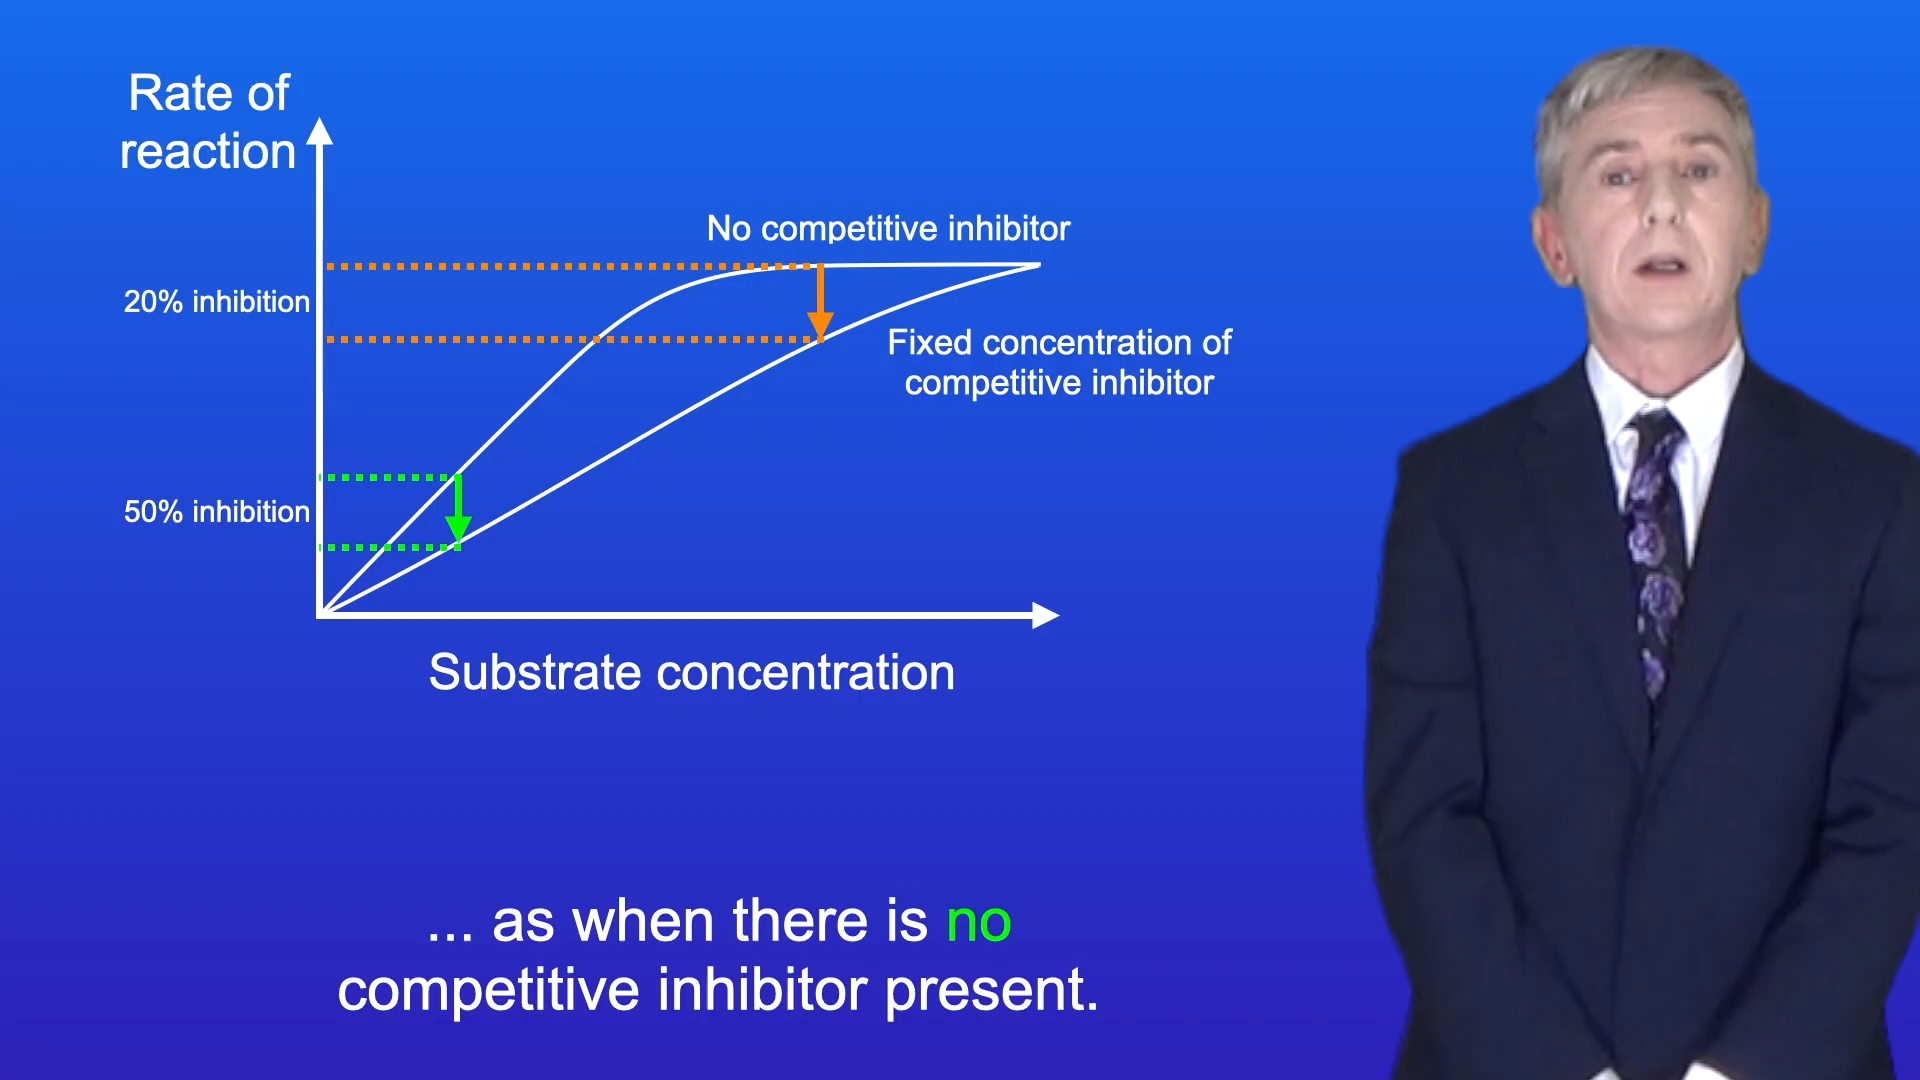 Rate of
reaction
No competitive inhibitor
20% inhibition
Fixed concentration of
competitive inhibitor
50% inhibition
Substrate concentration
... as when there is no
competitive inhibitor present.